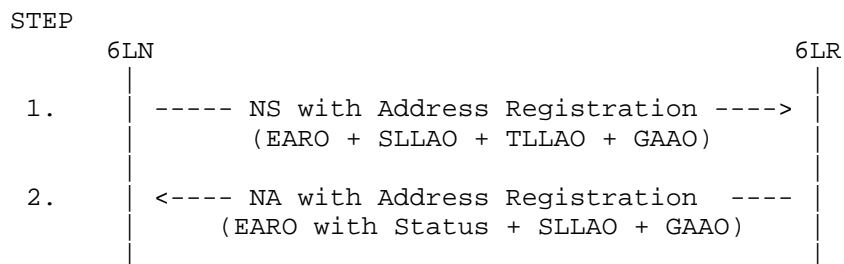 STEP
6LN 6LR
1. ----- NS with Address Registration ---->
(EARO + SLLAO + TLLAO + GAAO)
2. <---- NA with Address Registration ----
(EARO with Status + SLLAO + GAAO)